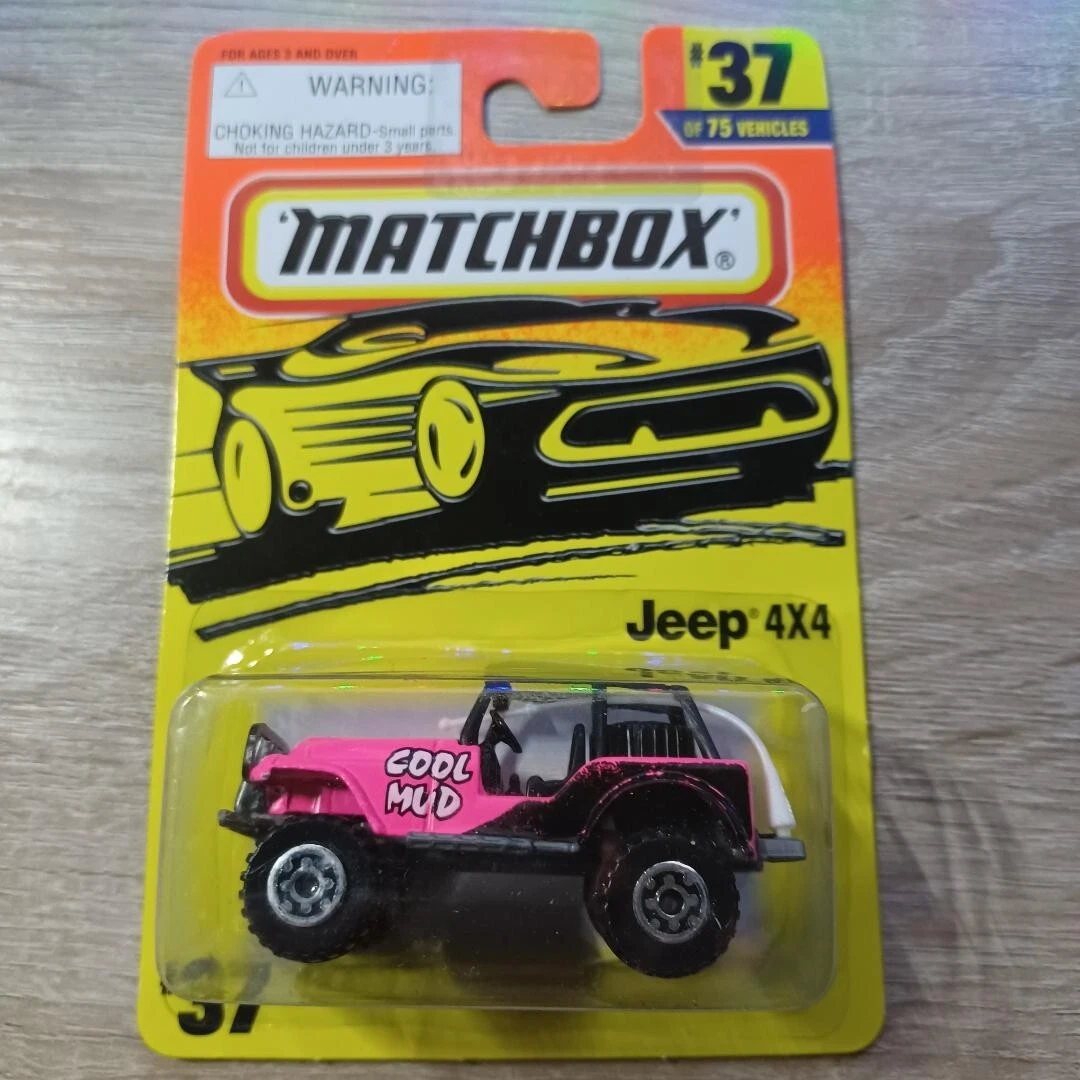 FOR AGES 3 AND OVER
WARNING:
CHOKING HAZARD-Small parts.
Not for children under 3 years.
#37
OF 75 VEHICLES
'MATCHBOX'®
Jeep® 4X4
COOL
MUD
37